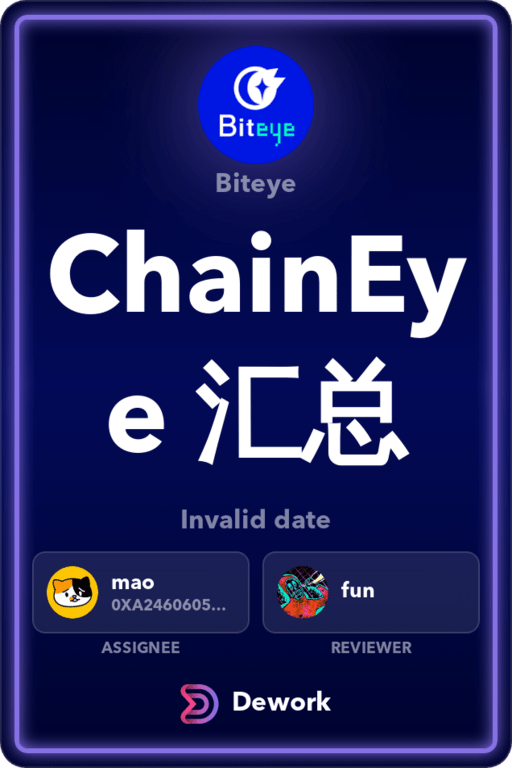 Biteye
Biteye
ChainEy
e 汇总
Invalid date
mao
0XA2460605...
fun
ASSIGNEE
REVIEWER
Dework